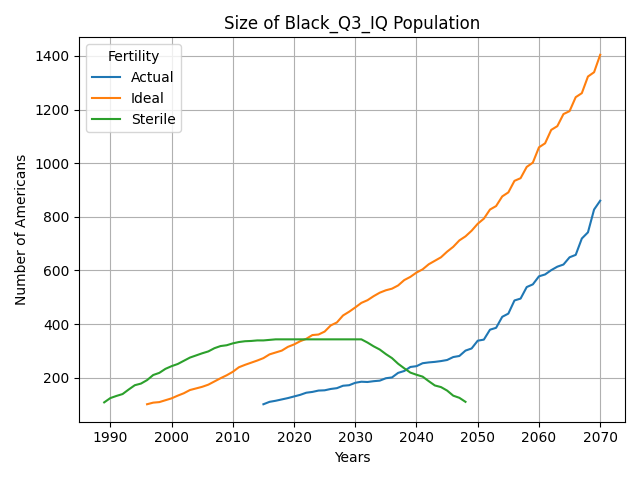 Size of Black_Q3_IQ Population
Fertility
Actual
Ideal
Sterile
Number of Americans
1400
1200
1000
800
600
400
200
1990 2000 2010 2020 2030 2040 2050 2060 2070
Years